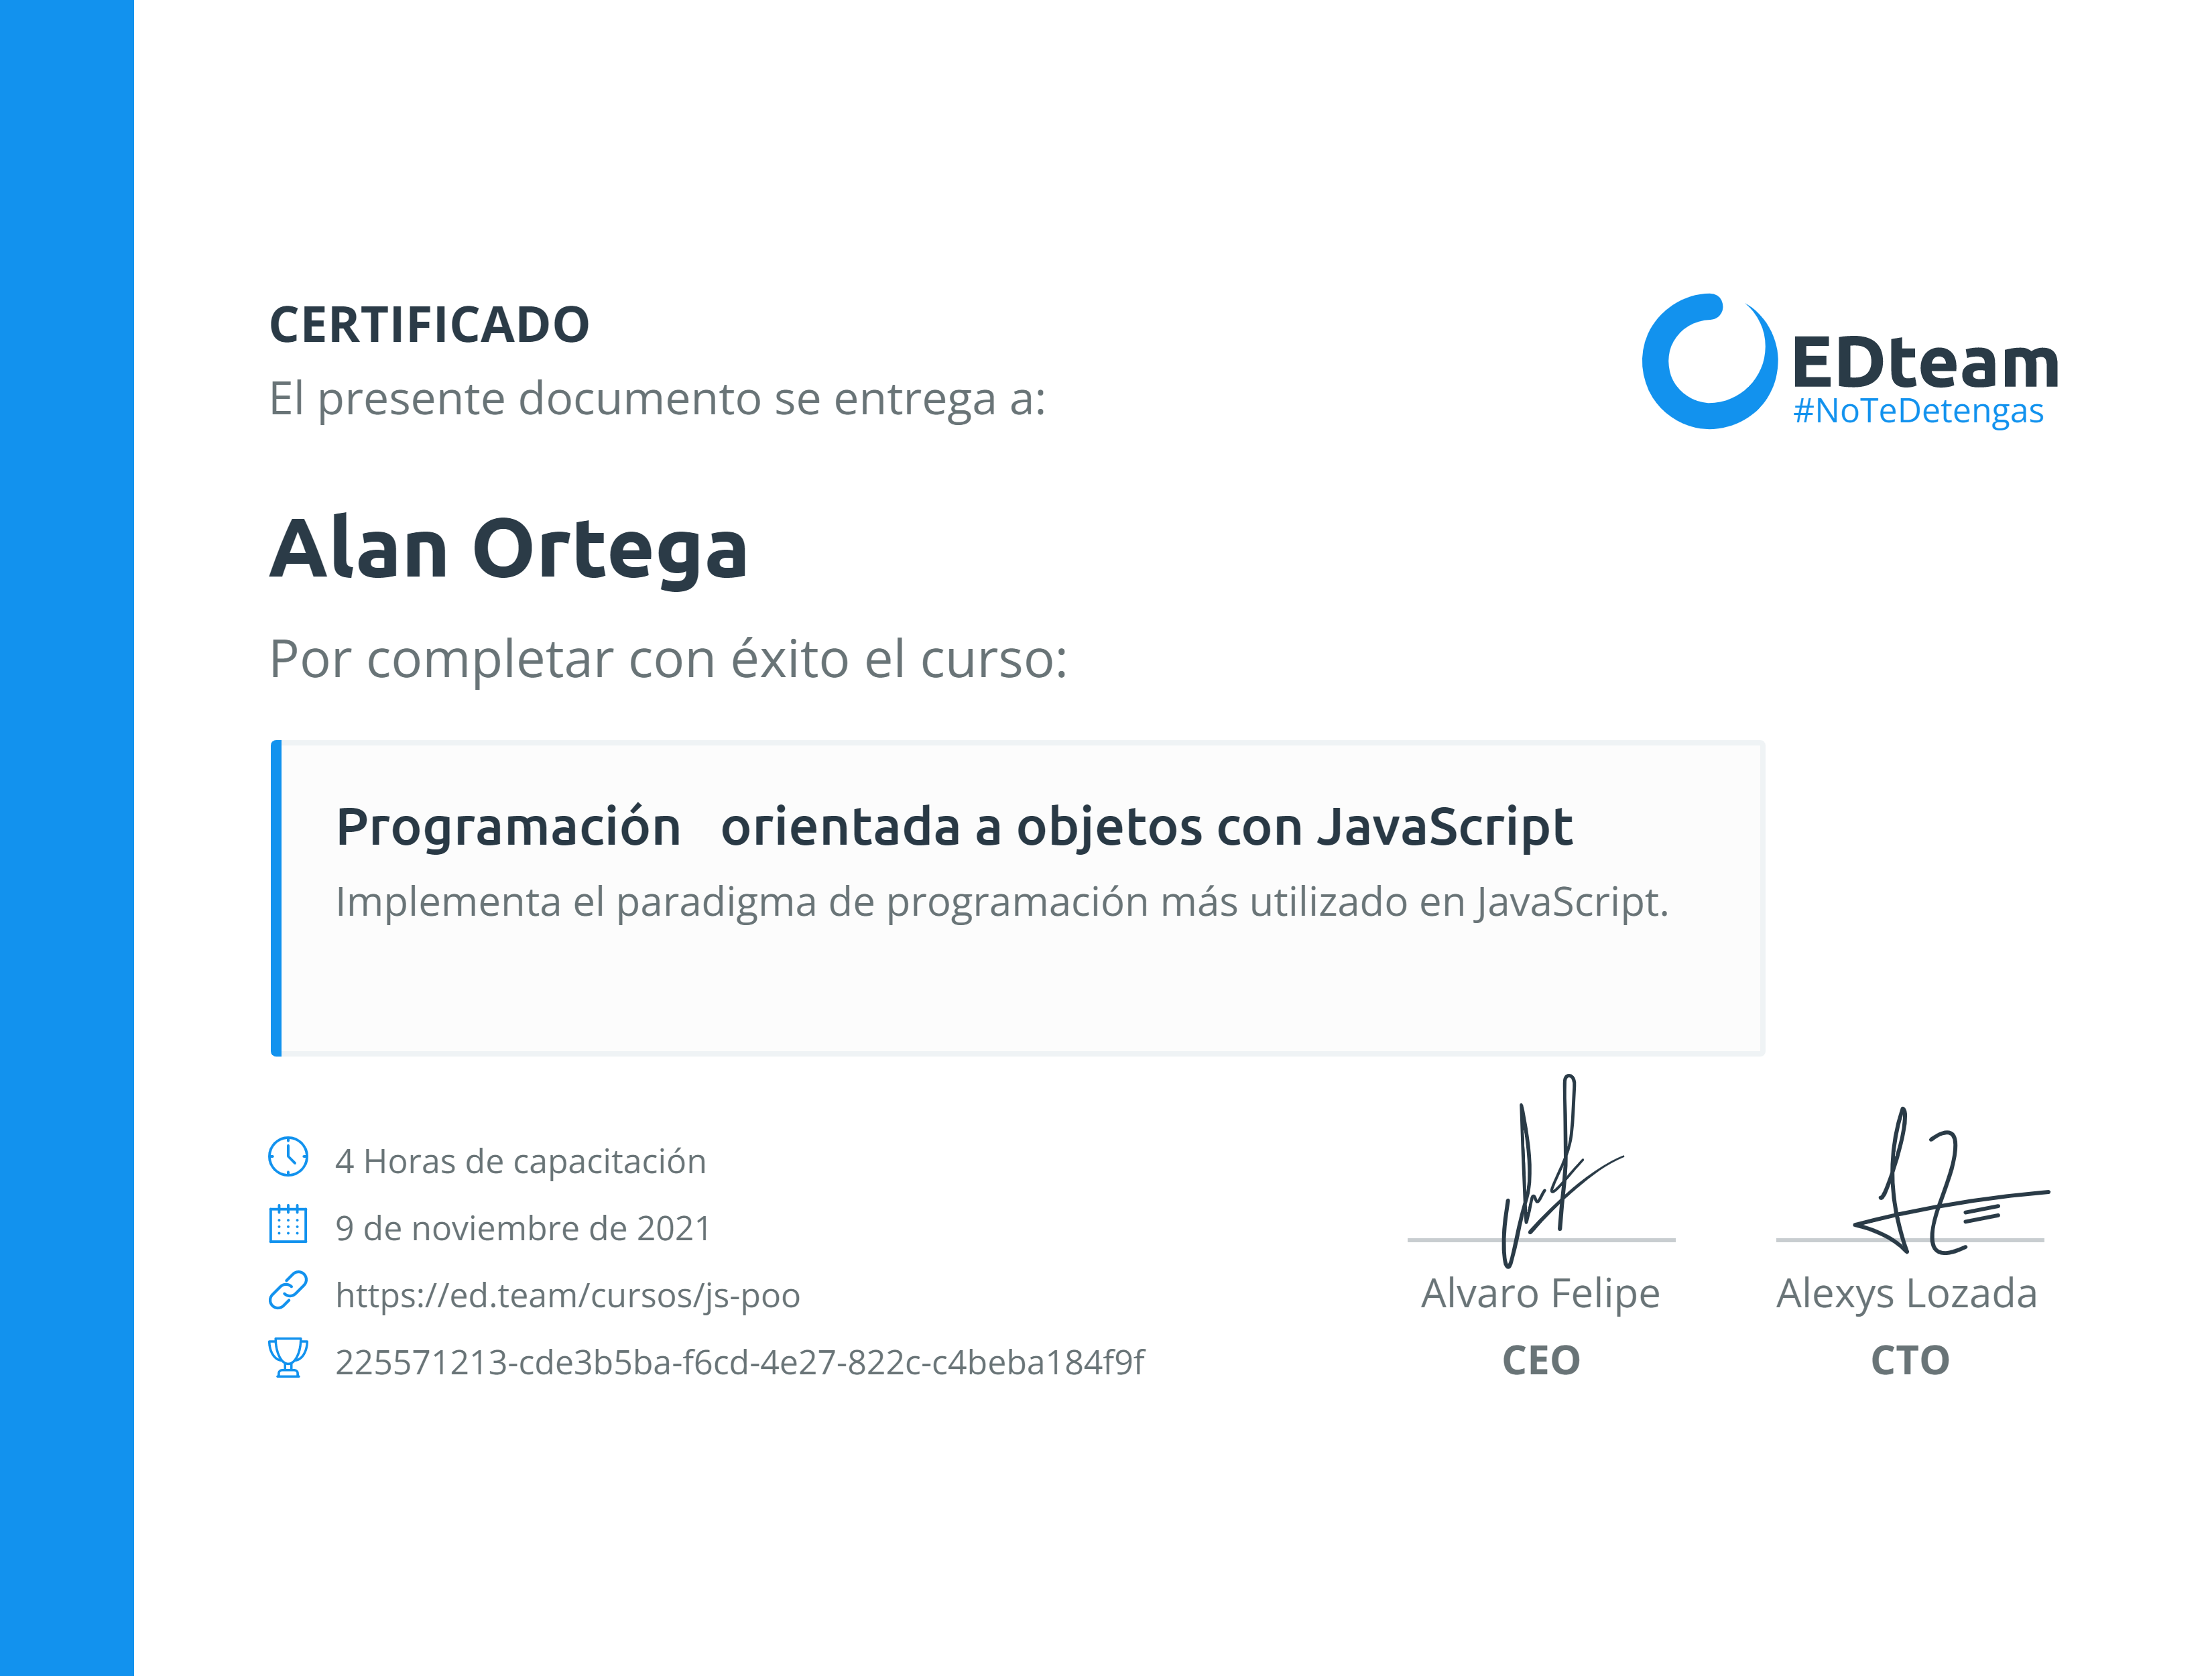 CERTIFICADO
El presente documento se entrega a:
EDteam
#NoTeDetengas
Alan Ortega
Por completar con éxito el curso:
Programación orientada a objetos con JavaScript
Implementa el paradigma de programación más utilizado en JavaScript.
4 Horas de capacitación
9 de noviembre de 2021
https://ed.team/cursos/js-poo
225571213-cde3b5ba-f6cd-4e27-822c-c4beba184f9f
Alvaro Felipe
CEO
Alexys Lozada
CTO